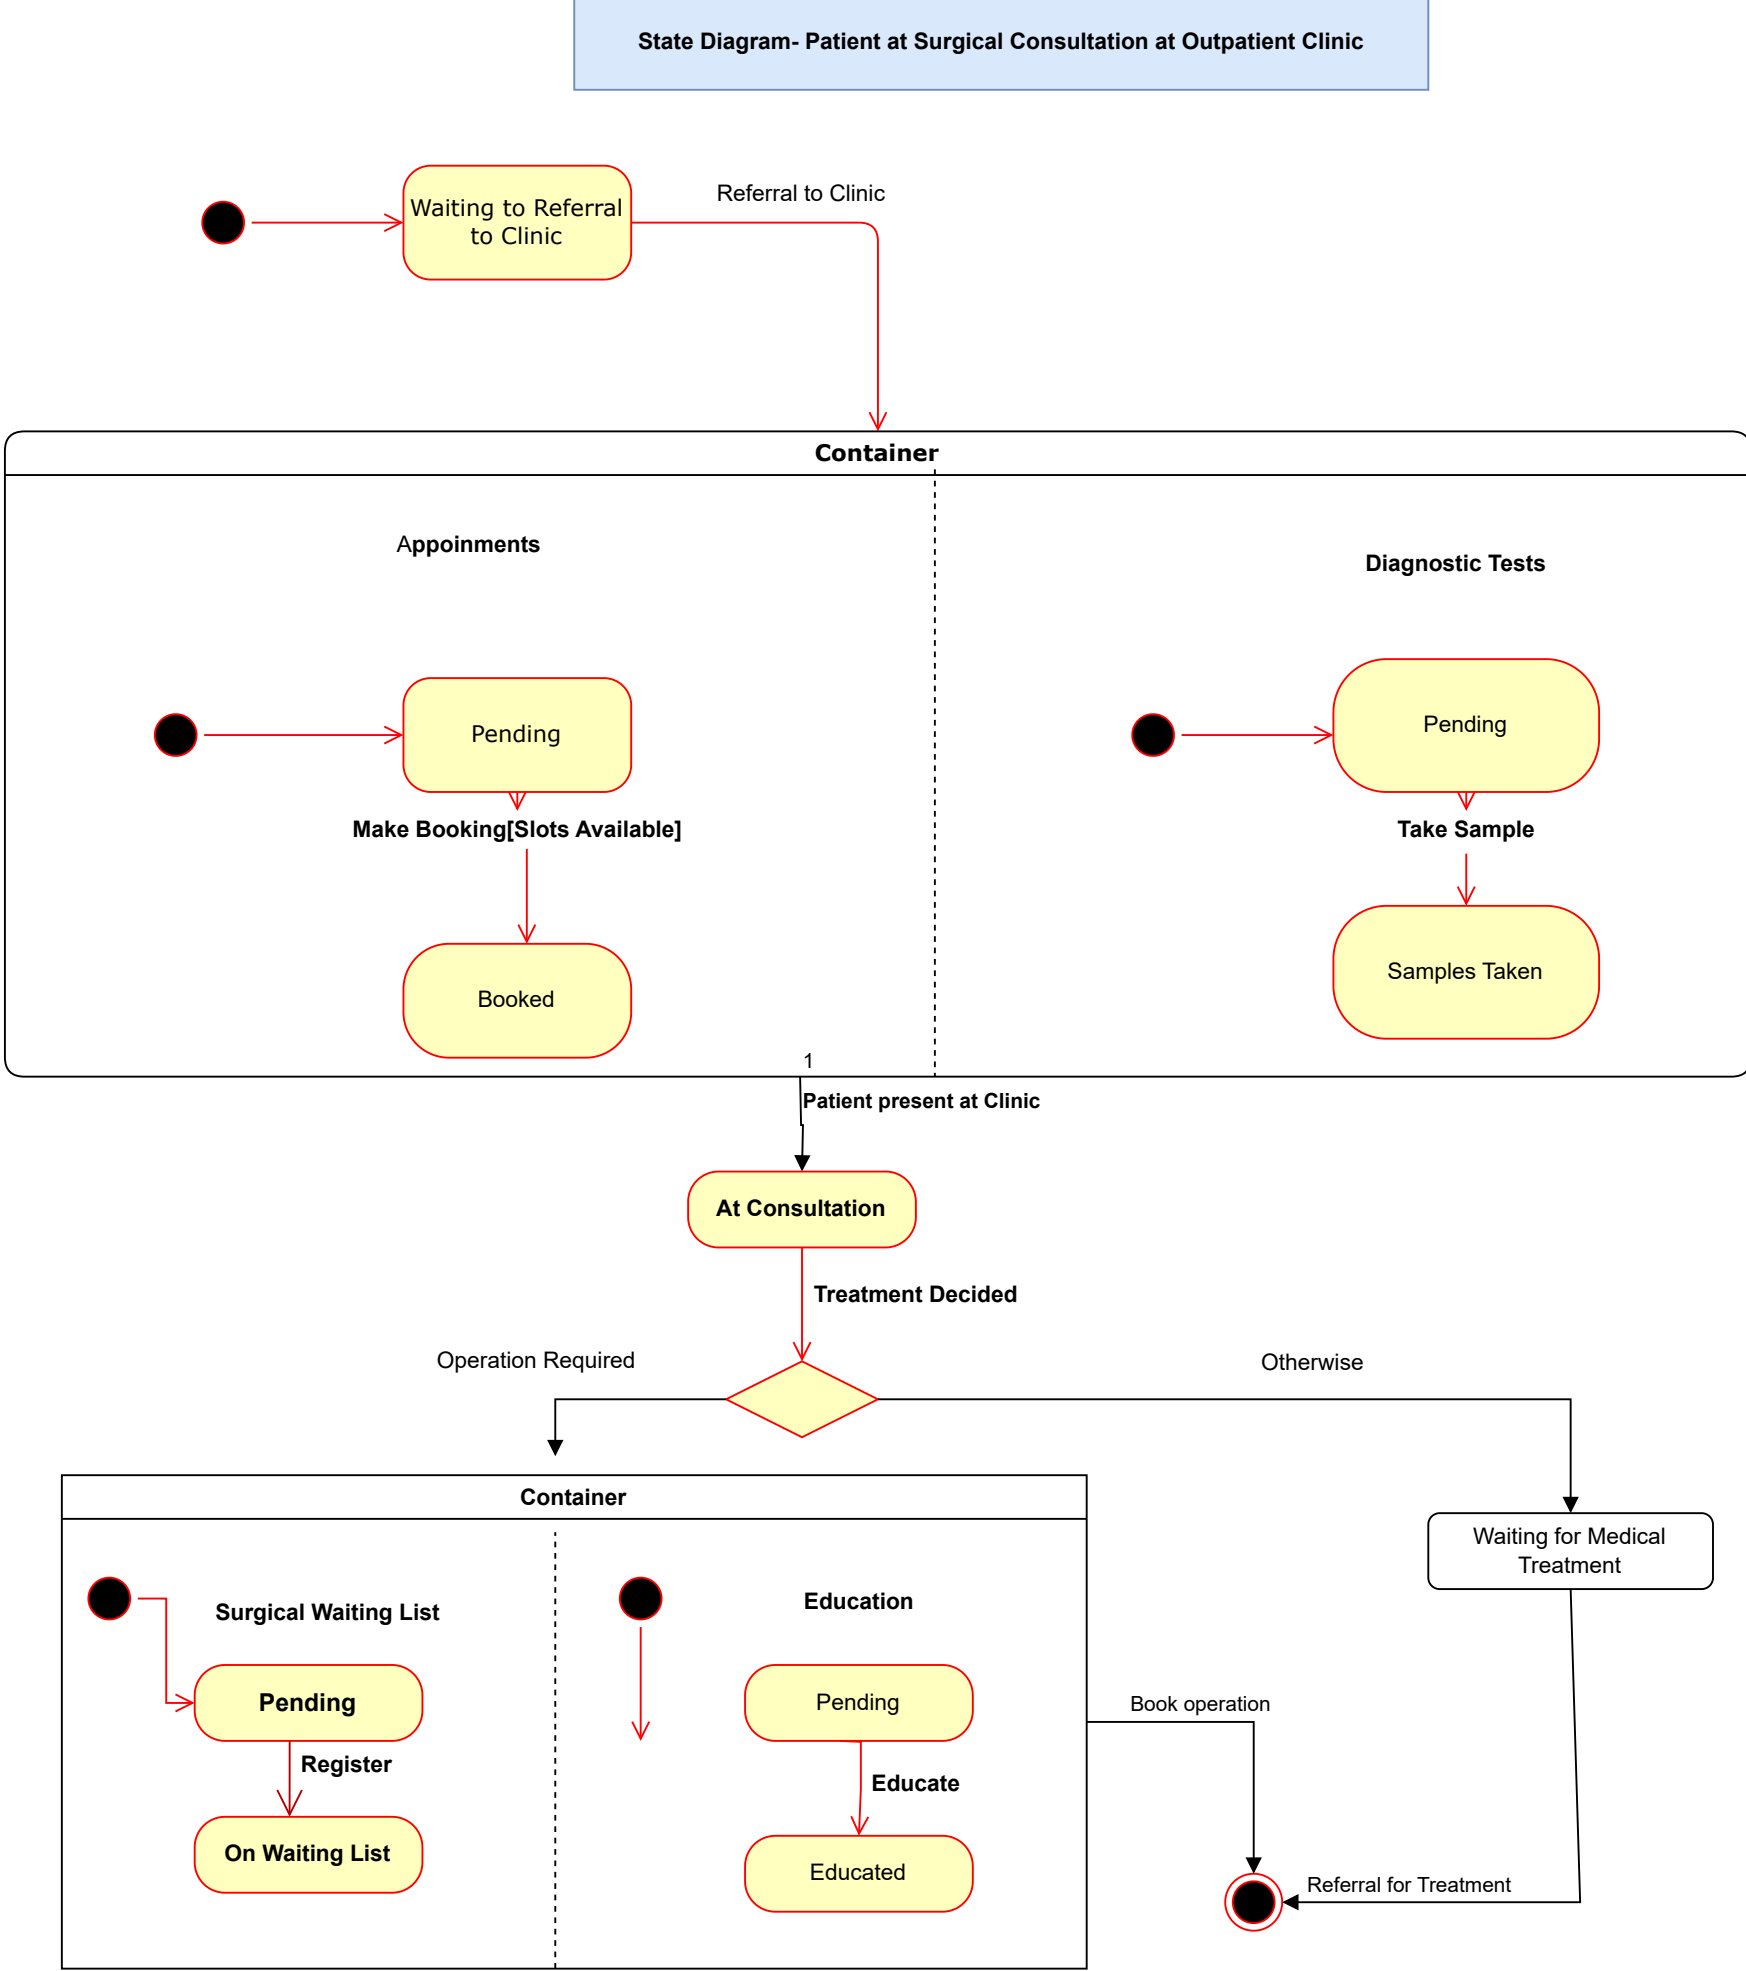 State Diagram- Patient at Surgical Consultation at Outpatient Clinic
Waiting to Referral
to Clinic
Referral to Clinic
Container
Appoinments
Diagnostic Tests
Pending
Pending
Make Booking[Slots Available]
Take Sample
Booked
Samples Taken
1
Patient present at Clinic
At Consultation
Treatment Decided
Operation Required
Otherwise
Container
Waiting for Medical
Treatment
Surgical Waiting List
Education
Pending
Pending
Book operation
Register
Educate
On Waiting List
Educated
Referral for Treatment